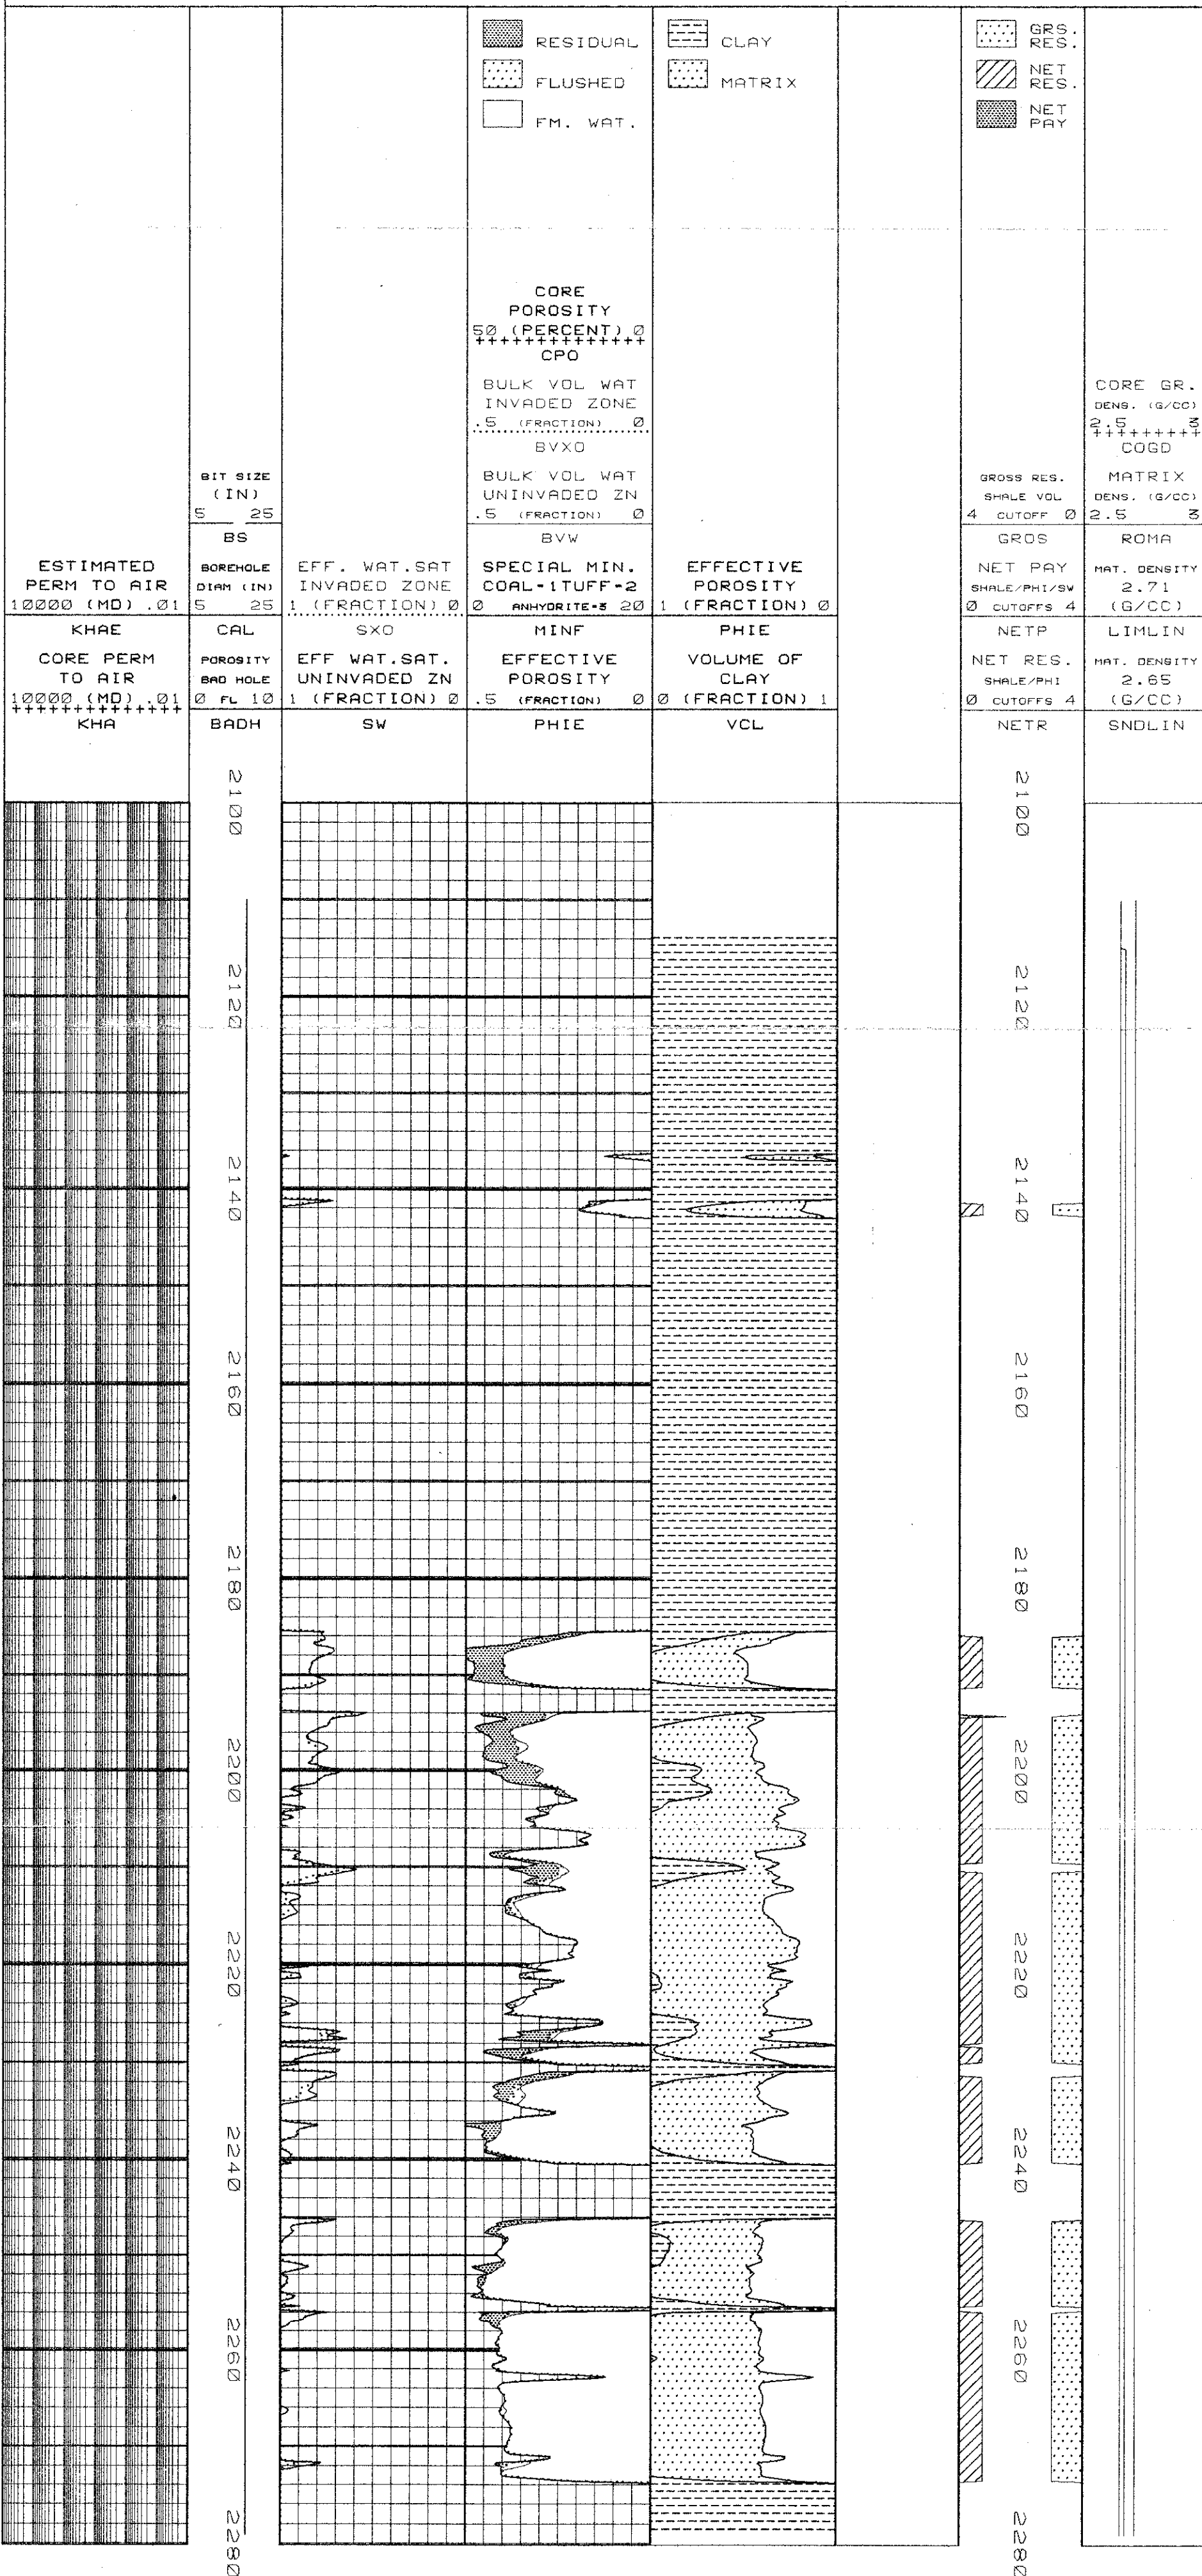 RESIDUAL
FLUSHED
FM. WAT.
CLAY
MATRIX
GRS.
RES.
NET
RES.
NET
PAY
ESTIMATED
PERM TO AIR
10000 (MD) .01
KHAE
CORE PERM
TO AIR
10000 (MD) .01
+++++++++++++++
KHA
BIT SIZE
(IN)
5 25
BS
BOREHOLE
DIAM (IN)
5 25
CAL
POROSITY
BAD HOLE
0 FL 10
BADH
EFF. WAT.SAT
INVADED ZONE
1 (FRACTION) 0
SXO
EFF WAT.SAT.
UNINVADED ZN
1 (FRACTION) 0
SW
CORE
POROSITY
50 (PERCENT) 0
+++++++++++++++
CPO
BULK VOL WAT
INVADED ZONE
.5 (FRACTION) 0
BVXO
BULK VOL WAT
UNINVADED ZN
.5 (FRACTION) 0
BVW
SPECIAL MIN.
COAL-1TUFF-2
0 ANHYDRITE-3 20
MINF
EFFECTIVE
POROSITY
.5 (FRACTION) 0
PHIE
EFFECTIVE
POROSITY
1 (FRACTION) 0
PHIE
VOLUME OF
CLAY
0 (FRACTION) 1
VCL
GROSS RES.
SHALE VOL
4 CUTOFF 0
GROS
NET PAY
SHALE/PHI/SW
0 CUTOFFS 4
NETP
NET RES.
SHALE/PHI
0 CUTOFFS 4
NETR
CORE GR.
DENS. (G/CC)
2.5 3
+++++++++
COGD
MATRIX
DENS. (G/CC)
2.5 3
ROMA
MAT. DENSITY
2.71
(G/CC)
LIMLIN
MAT. DENSITY
2.65
(G/CC)
SNDLIN
2100 2100
2120 2120
2140 2140
2160 2160
2180 2180
2200 2200
2220 2220
2240 2240
2260 2260
2280 2280